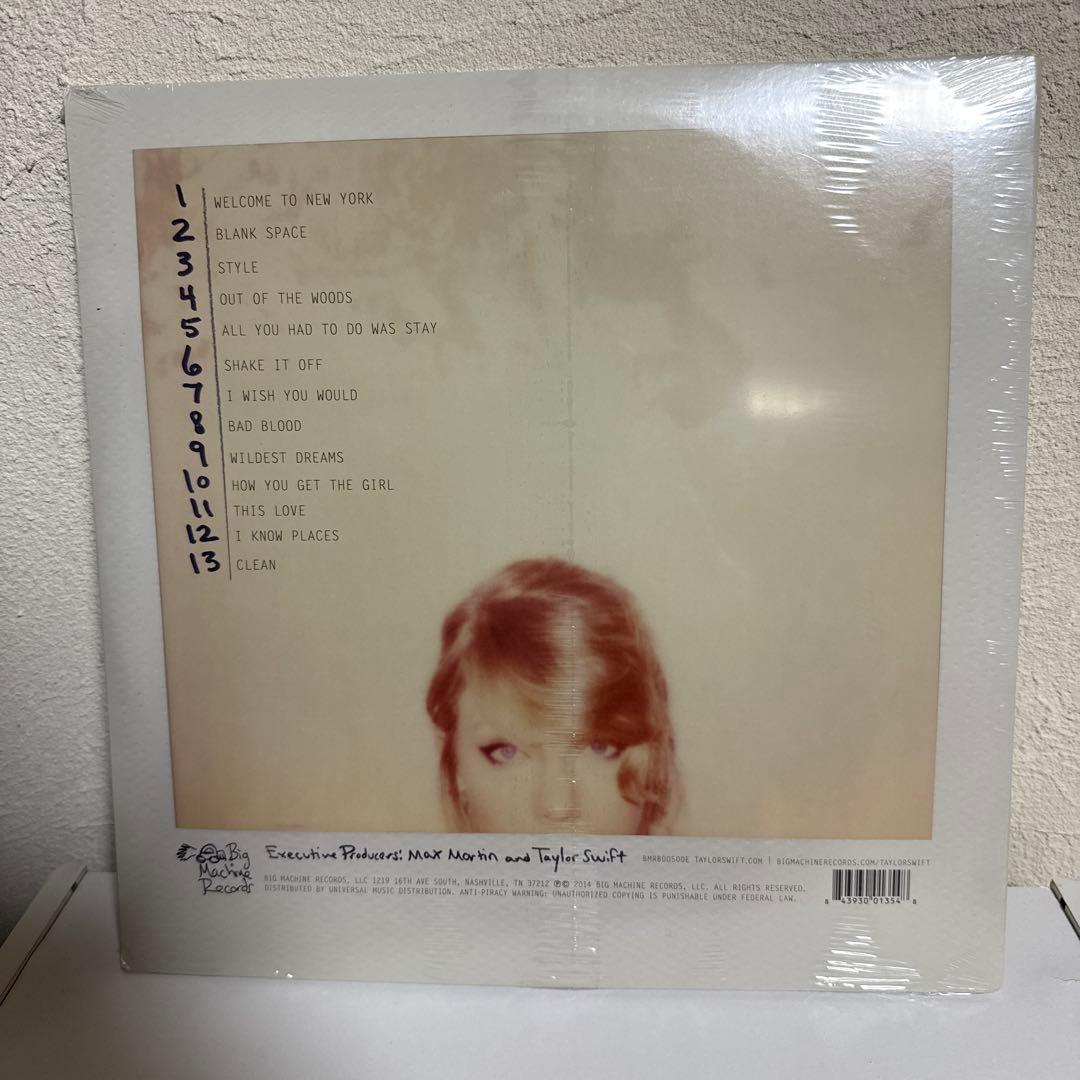 1 WELCOME TO NEW YORK
2 BLANK SPACE
3 STYLE
4 OUT OF THE WOODS
5 ALL YOU HAD TO DO WAS STAY
6 SHAKE IT OFF
7 I WISH YOU WOULD
8 BAD BLOOD
9 WILDEST DREAMS
10 HOW YOU GET THE GIRL
11 THIS LOVE
12 I KNOW PLACES
13 CLEAN
Big
Machine
Records
Executive Producers: Max Martin and Taylor Swift
BMRBD0500E TAYLORSWIFT.COM | BIGMACHINERECORDS.COM/TAYLORSWIFT
BIG MACHINE RECORDS, LLC 1219 16TH AVE SOUTH, NASHVILLE, TN 37212 ℗© 2014 BIG MACHINE RECORDS, LLC. ALL RIGHTS RESERVED.
DISTRIBUTED BY UNIVERSAL MUSIC DISTRIBUTION. ANTI-PIRACY WARNING: UNAUTHORIZED COPYING IS PUNISHABLE UNDER FEDERAL LAW.
8 43930 01354 8